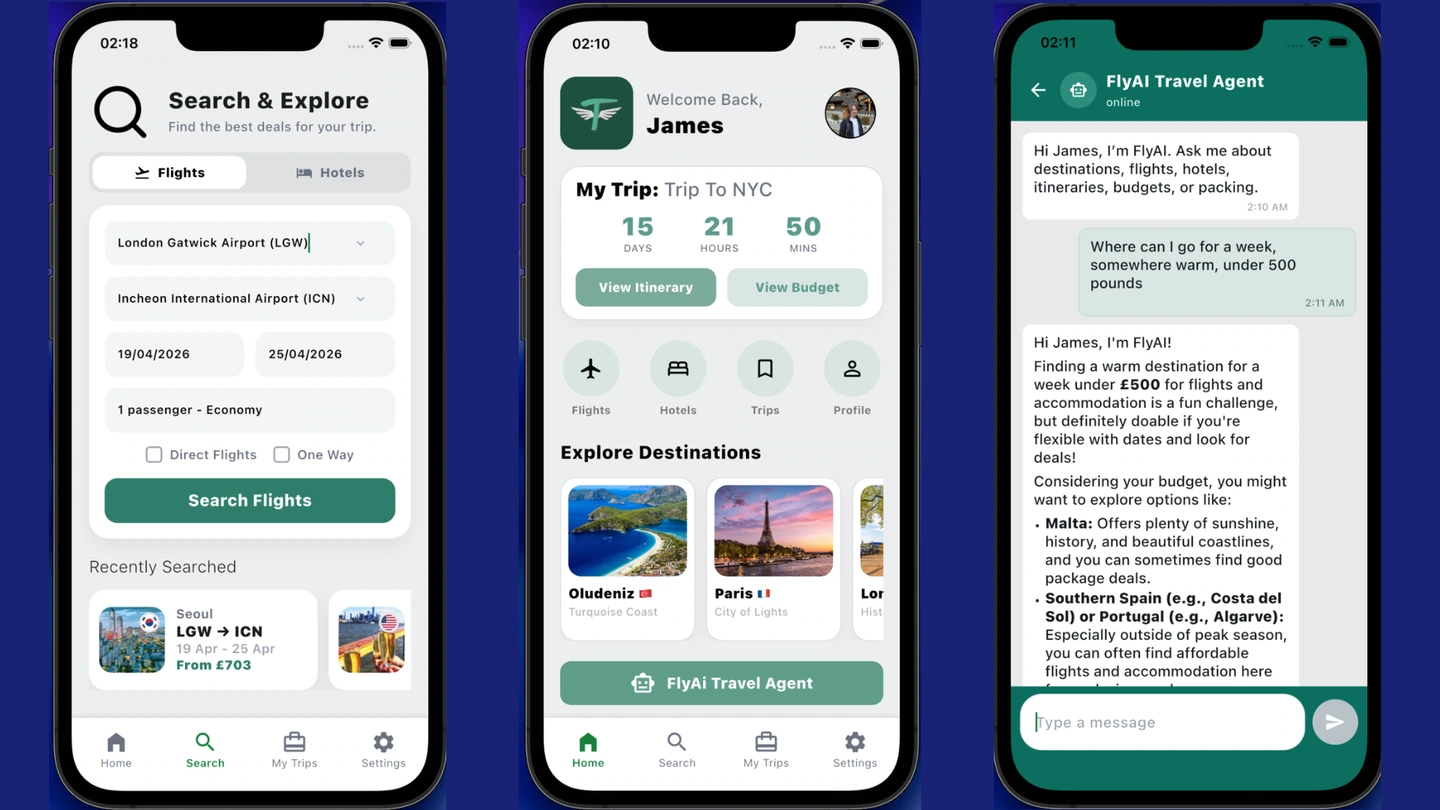 02:18
Search & Explore
Find the best deals for your trip.
Flights
Hotels
London Gatwick Airport (LGW)
Incheon International Airport (ICN)
19/04/2026
25/04/2026
1 passenger - Economy
Direct Flights
One Way
Search Flights
Recently Searched
Seoul
LGW → ICN
19 Apr - 25 Apr
From £703
Home
Search
My Trips
Settings
02:10
T
Welcome Back,
James
My Trip: Trip To NYC
15
21
50
DAYS
HOURS
MINS
View Itinerary
View Budget
Flights
Hotels
Trips
Profile
Explore Destinations
Oludeniz
Turquoise Coast
Paris
City of Lights
Lor
Hist
FlyAi Travel Agent
Home
Search
My Trips
Settings
02:11
FlyAI Travel Agent
online
Hi James, I’m FlyAI. Ask me about
destinations, flights, hotels,
itineraries, budgets, or packing.
2:10 AM
Where can I go for a week,
somewhere warm, under 500
pounds
2:11 AM
Hi James, I'm FlyAI!
Finding a warm destination for a
week under £500 for flights and
accommodation is a fun challenge,
but definitely doable if you're
flexible with dates and look for
deals!
Considering your budget, you might
want to explore options like:
• Malta: Offers plenty of sunshine,
history, and beautiful coastlines,
and you can sometimes find good
package deals.
• Southern Spain (e.g., Costa del
Sol) or Portugal (e.g., Algarve):
Especially outside of peak season,
you can often find affordable
flights and accommodation here
Type a message